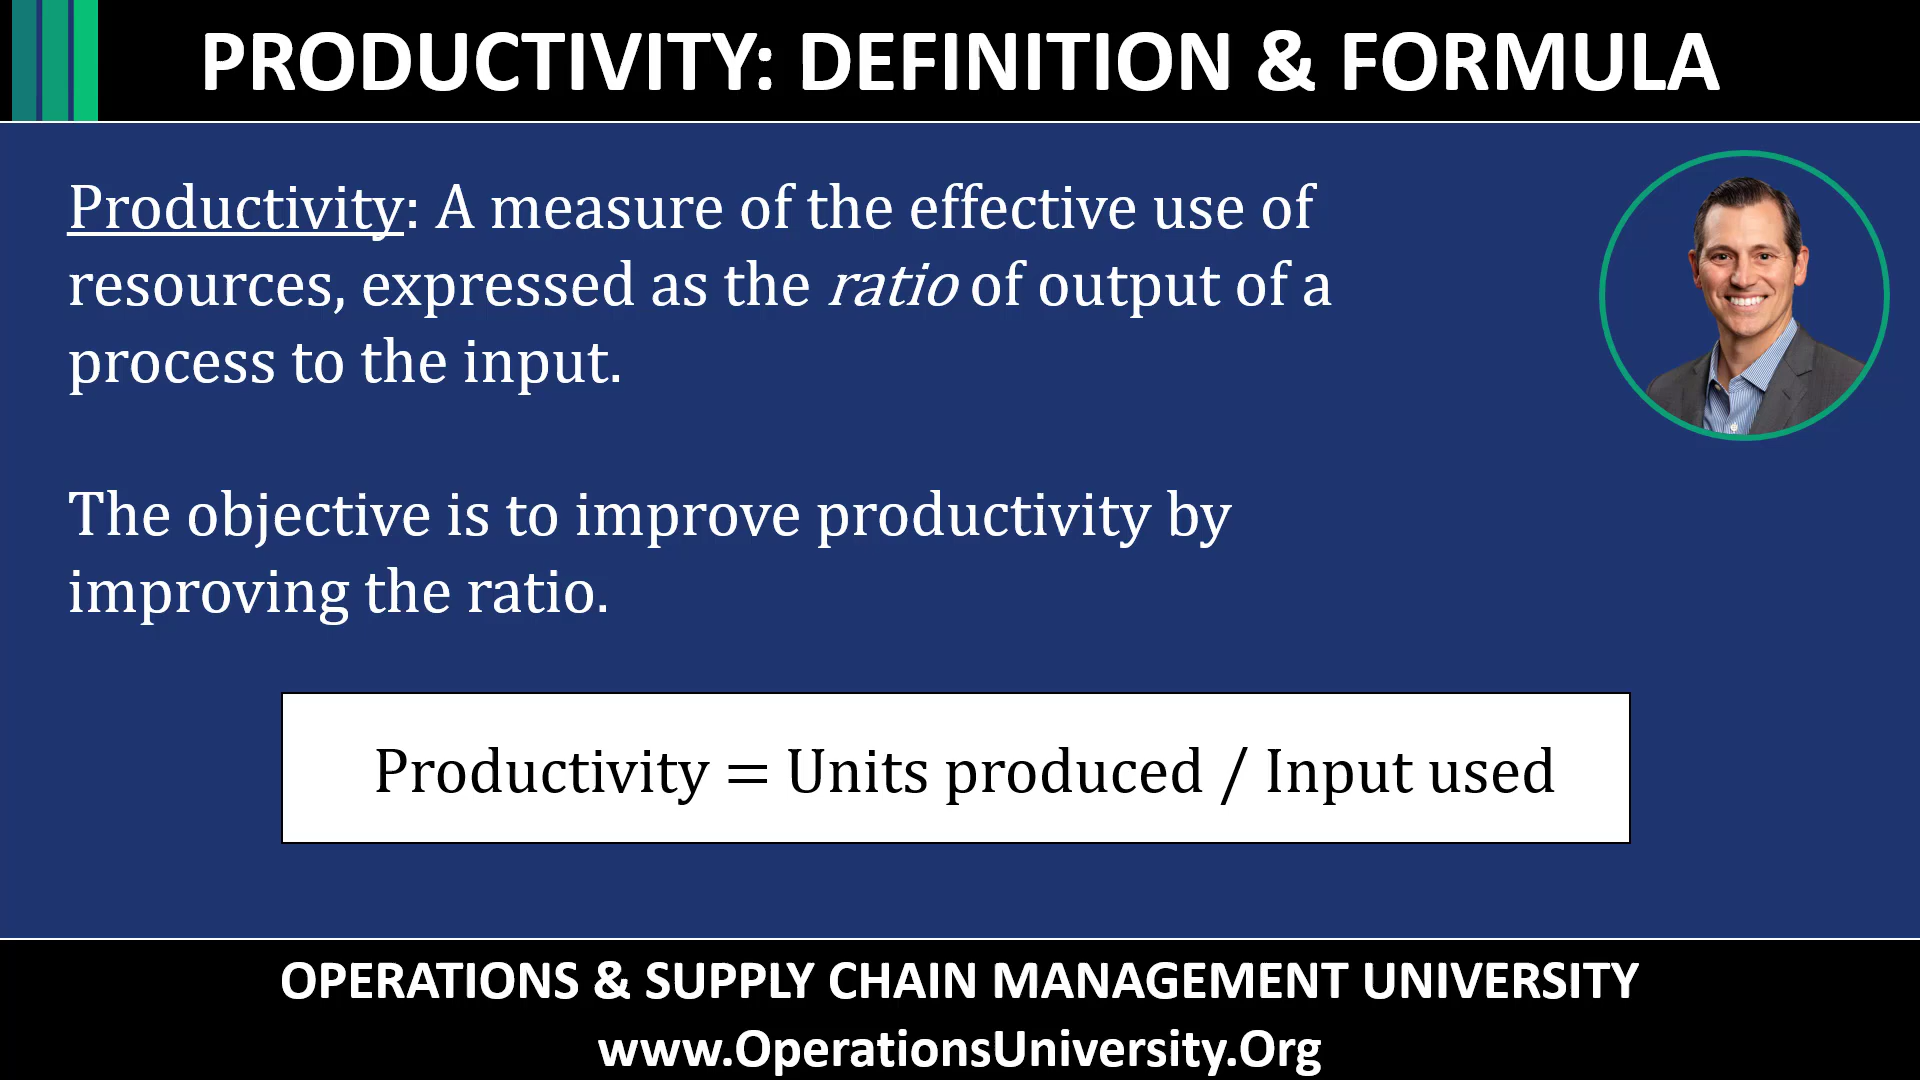 PRODUCTIVITY: DEFINITION & FORMULA
Productivity: A measure of the effective use of
resources, expressed as the ratio of output of a
process to the input.
The objective is to improve productivity by
improving the ratio.
Productivity = Units produced / Input used
OPERATIONS & SUPPLY CHAIN MANAGEMENT UNIVERSITY
www.OperationsUniversity.Org